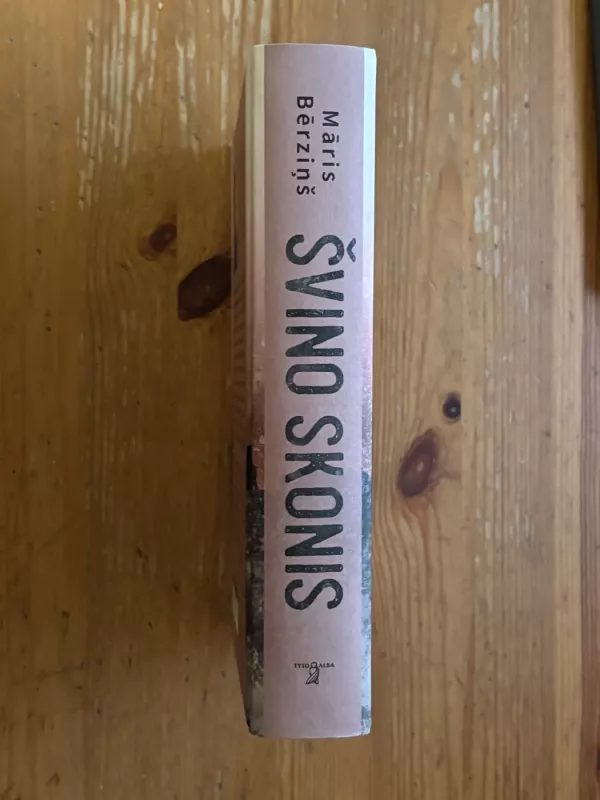 Māris
Bērziņš
ŠVINO SKONIS
TYTO ALBA